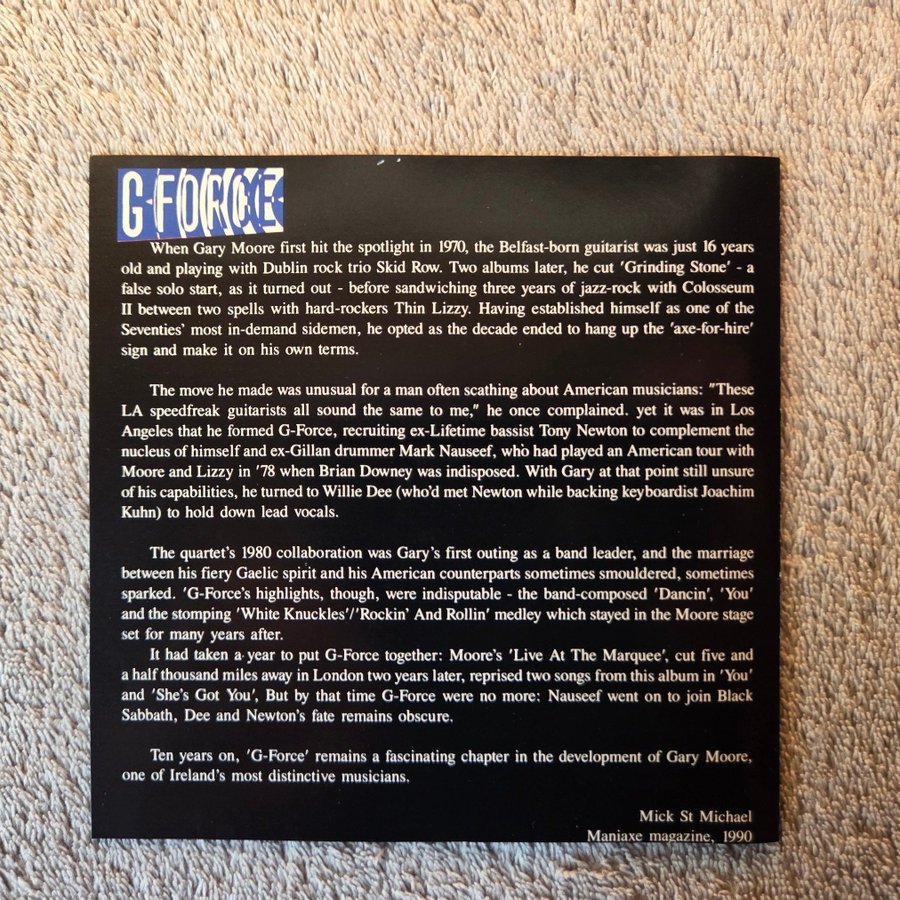 G·FORCE
When Gary Moore first hit the spotlight in 1970, the Belfast-born guitarist was just 16 years
old and playing with Dublin rock trio Skid Row. Two albums later, he cut 'Grinding Stone' - a
false solo start, as it turned out - before sandwiching three years of jazz-rock with Colosseum
II between two spells with hard-rockers Thin Lizzy. Having established himself as one of the
Seventies' most in-demand sidemen, he opted as the decade ended to hang up the 'axe-for-hire'
sign and make it on his own terms.
The move he made was unusual for a man often scathing about American musicians: "These
LA speedfreak guitarists all sound the same to me," he once complained. yet it was in Los
Angeles that he formed G-Force, recruiting ex-Lifetime bassist Tony Newton to complement the
nucleus of himself and ex-Gillan drummer Mark Nauseef, who had played an American tour with
Moore and Lizzy in '78 when Brian Downey was indisposed. With Gary at that point still unsure
of his capabilities, he turned to Willie Dee (who'd met Newton while backing keyboardist Joachim
Kuhn) to hold down lead vocals.
The quartet's 1980 collaboration was Gary's first outing as a band leader, and the marriage
between his fiery Gaelic spirit and his American counterparts sometimes smouldered, sometimes
sparked. 'G-Force's highlights, though, were indisputable - the band-composed 'Dancin', 'You'
and the stomping 'White Knuckles'/'Rockin' And Rollin' medley which stayed in the Moore stage
set for many years after.
It had taken a year to put G-Force together: Moore's 'Live At The Marquee', cut five and
a half thousand miles away in London two years later, reprised two songs from this album in 'You'
and 'She's Got You', But by that time G-Force were no more: Nauseef went on to join Black
Sabbath, Dee and Newton's fate remains obscure.
Ten years on, 'G-Force' remains a fascinating chapter in the development of Gary Moore,
one of Ireland's most distinctive musicians.
Mick St Michael
Maniaxe magazine, 1990